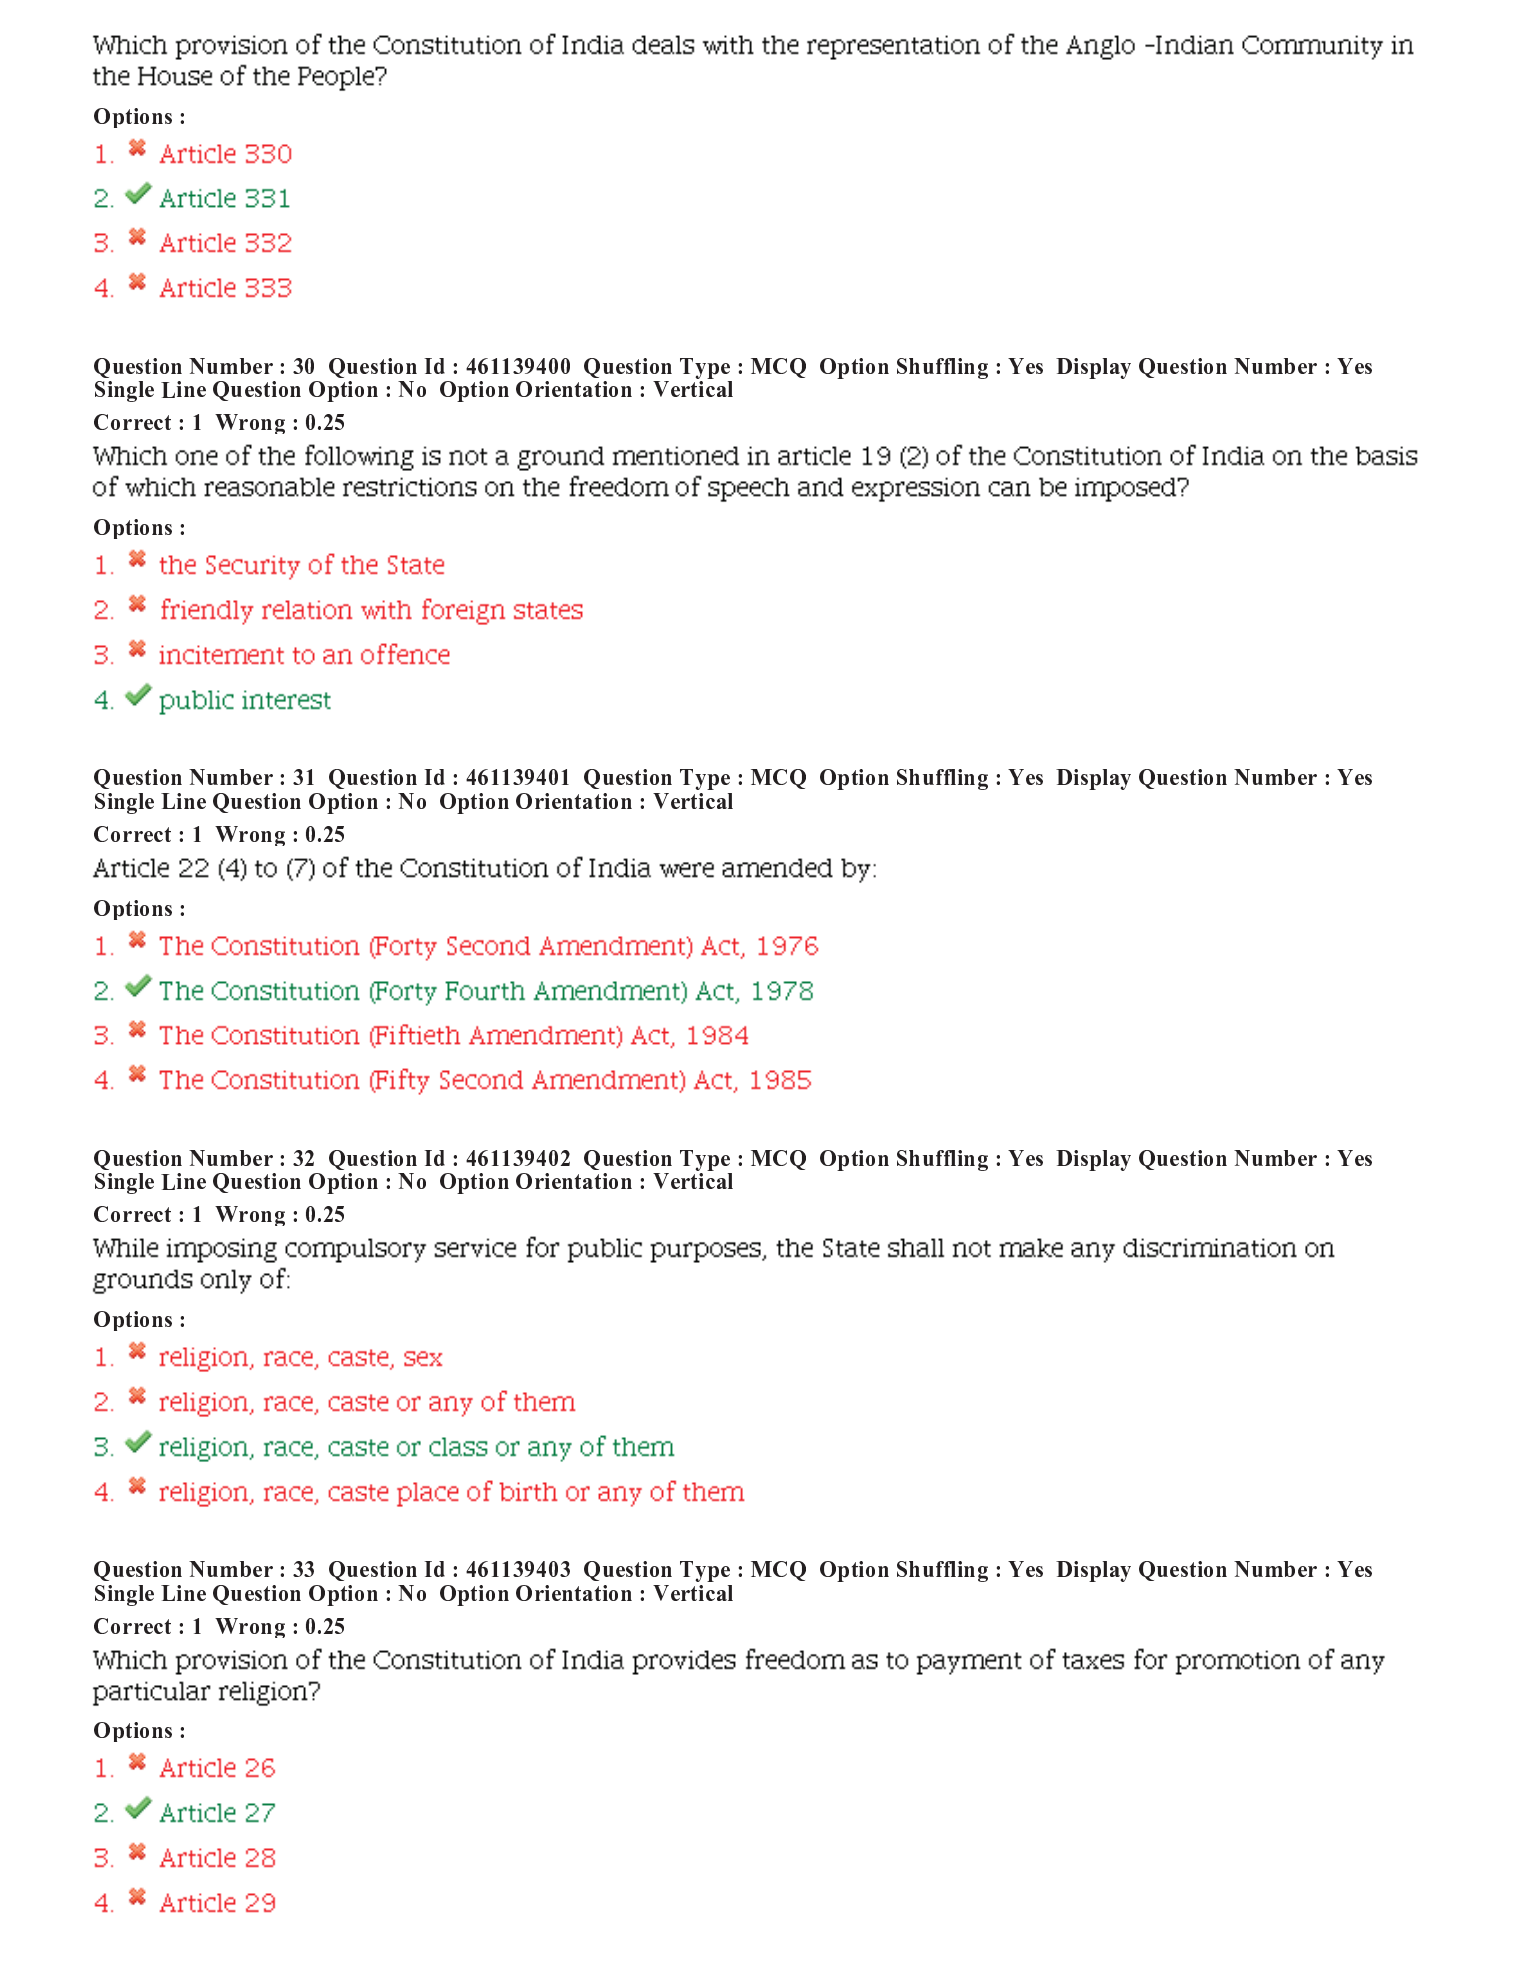 Which provision of the Constitution of India deals with the representation of the Anglo -Indian Community in
the House of the People?
Options :
1. ✖ Article 330
2. ✔ Article 331
3. ✖ Article 332
4. ✖ Article 333
Question Number : 30 Question Id : 461139400 Question Type : MCQ Option Shuffling : Yes Display Question Number : Yes
Single Line Question Option : No Option Orientation : Vertical
Correct : 1 Wrong : 0.25
Which one of the following is not a ground mentioned in article 19 (2) of the Constitution of India on the basis
of which reasonable restrictions on the freedom of speech and expression can be imposed?
Options :
1. ✖ the Security of the State
2. ✖ friendly relation with foreign states
3. ✖ incitement to an offence
4. ✔ public interest
Question Number : 31 Question Id : 461139401 Question Type : MCQ Option Shuffling : Yes Display Question Number : Yes
Single Line Question Option : No Option Orientation : Vertical
Correct : 1 Wrong : 0.25
Article 22 (4) to (7) of the Constitution of India were amended by:
Options :
1. ✖ The Constitution (Forty Second Amendment) Act, 1976
2. ✔ The Constitution (Forty Fourth Amendment) Act, 1978
3. ✖ The Constitution (Fiftieth Amendment) Act, 1984
4. ✖ The Constitution (Fifty Second Amendment) Act, 1985
Question Number : 32 Question Id : 461139402 Question Type : MCQ Option Shuffling : Yes Display Question Number : Yes
Single Line Question Option : No Option Orientation : Vertical
Correct : 1 Wrong : 0.25
While imposing compulsory service for public purposes, the State shall not make any discrimination on
grounds only of:
Options :
1. ✖ religion, race, caste, sex
2. ✖ religion, race, caste or any of them
3. ✔ religion, race, caste or class or any of them
4. ✖ religion, race, caste place of birth or any of them
Question Number : 33 Question Id : 461139403 Question Type : MCQ Option Shuffling : Yes Display Question Number : Yes
Single Line Question Option : No Option Orientation : Vertical
Correct : 1 Wrong : 0.25
Which provision of the Constitution of India provides freedom as to payment of taxes for promotion of any
particular religion?
Options :
1. ✖ Article 26
2. ✔ Article 27
3. ✖ Article 28
4. ✖ Article 29